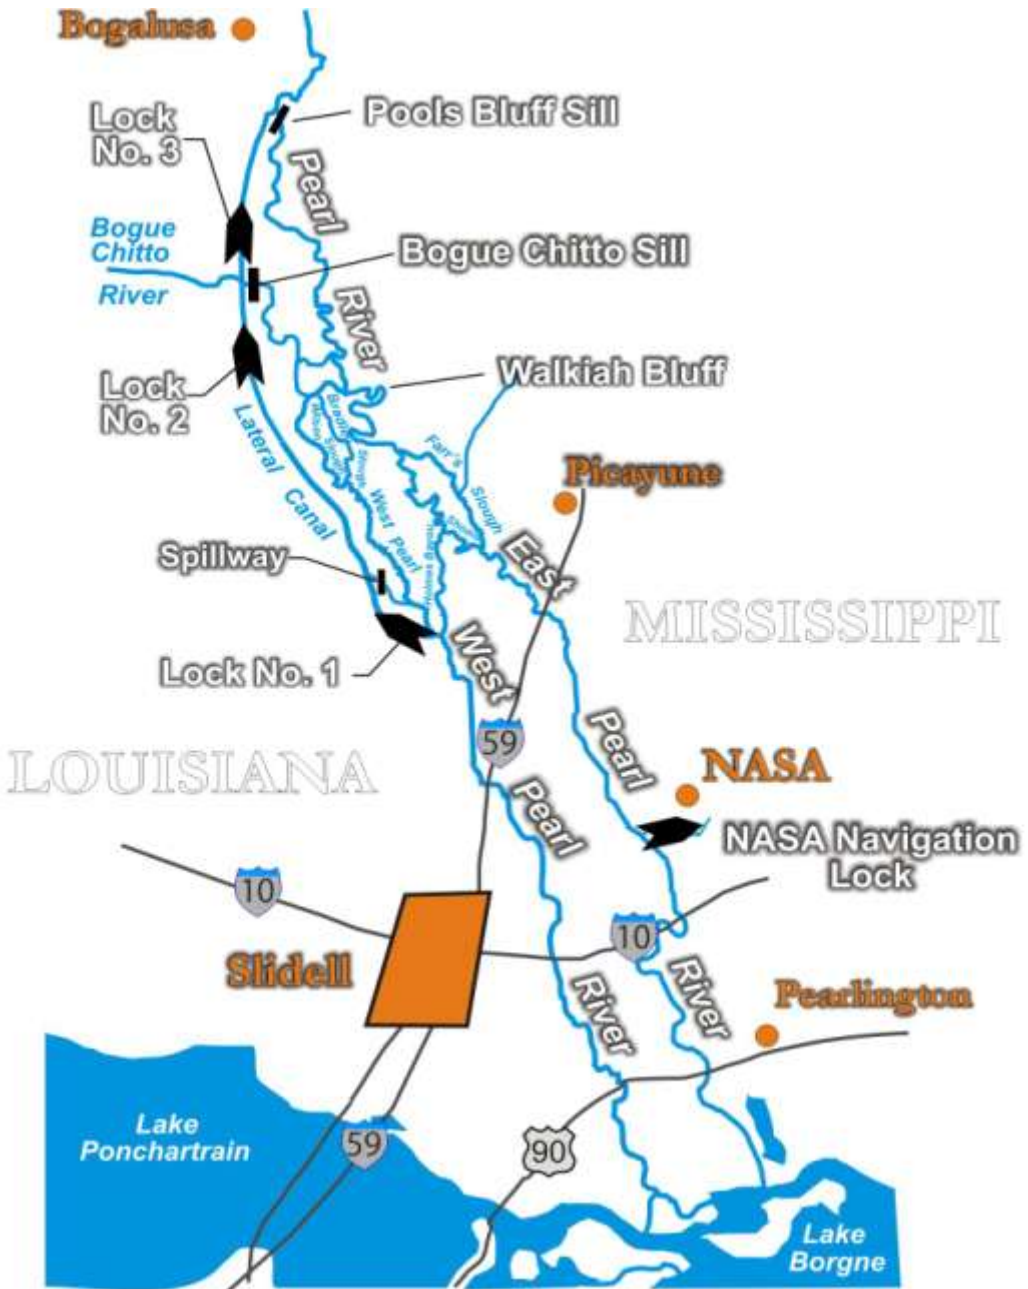 Bogalusa
Pools Bluff Sill
Lock
No. 3
Pearl
River
Bogue
Chitto
River
Bogue Chitto Sill
Walkiah Bluff
Lock
No. 2
Lateral
Canal
Farr's
Slough
Picayune
West Pearl
Spillway
East
Pearl
River
MISSISSIPPI
Lock No. 1
West
Pearl
River
59
LOUISIANA
NASA
NASA Navigation
Lock
10
10
Slidell
Pearlington
Lake
Ponchartrain
59
90
Lake
Borgne